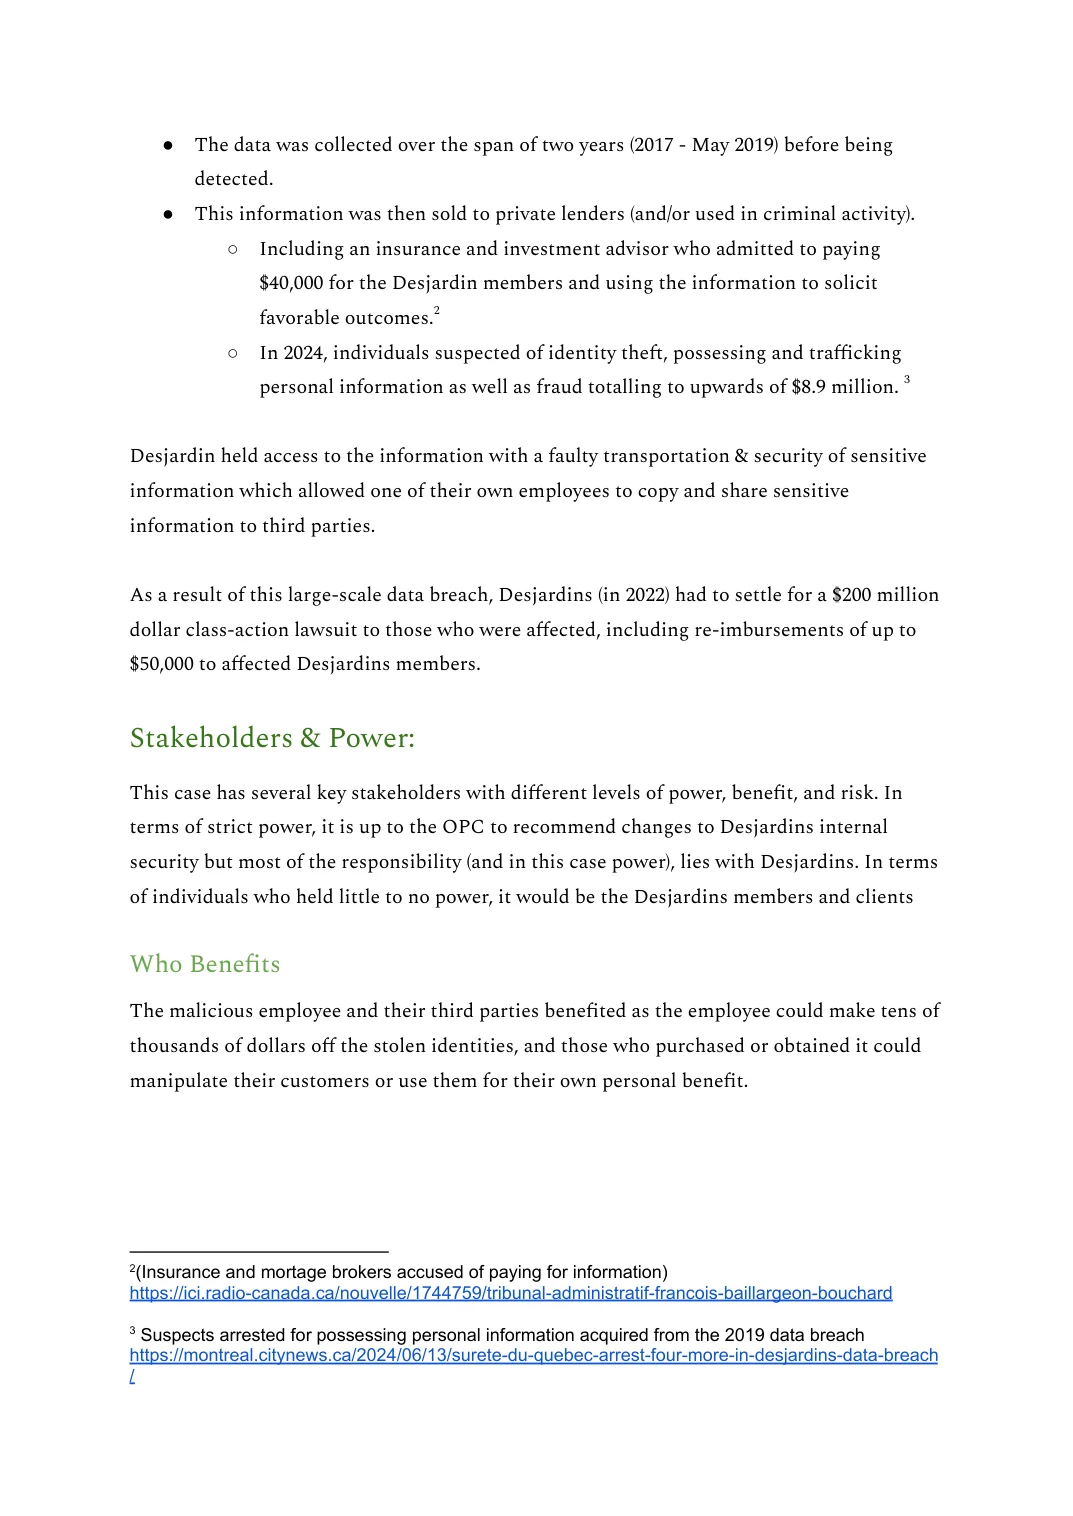 ● The data was collected over the span of two years (2017 - May 2019) before being
detected.
● This information was then sold to private lenders (and/or used in criminal activity).
○ Including an insurance and investment advisor who admitted to paying
$40,000 for the Desjardin members and using the information to solicit
favorable outcomes.²
○ In 2024, individuals suspected of identity theft, possessing and trafficking
personal information as well as fraud totalling to upwards of $8.9 million. ³
Desjardin held access to the information with a faulty transportation & security of sensitive
information which allowed one of their own employees to copy and share sensitive
information to third parties.
As a result of this large-scale data breach, Desjardins (in 2022) had to settle for a $200 million
dollar class-action lawsuit to those who were affected, including re-imbursements of up to
$50,000 to affected Desjardins members.
Stakeholders & Power:
This case has several key stakeholders with different levels of power, benefit, and risk. In
terms of strict power, it is up to the OPC to recommend changes to Desjardins internal
security but most of the responsibility (and in this case power), lies with Desjardins. In terms
of individuals who held little to no power, it would be the Desjardins members and clients
Who Benefits
The malicious employee and their third parties benefited as the employee could make tens of
thousands of dollars off the stolen identities, and those who purchased or obtained it could
manipulate their customers or use them for their own personal benefit.
²(Insurance and mortage brokers accused of paying for information)
https://ici.radio-canada.ca/nouvelle/1744759/tribunal-administratif-francois-baillargeon-bouchard
³ Suspects arrested for possessing personal information acquired from the 2019 data breach
https://montreal.citynews.ca/2024/06/13/surete-du-quebec-arrest-four-more-in-desjardins-data-breach
/